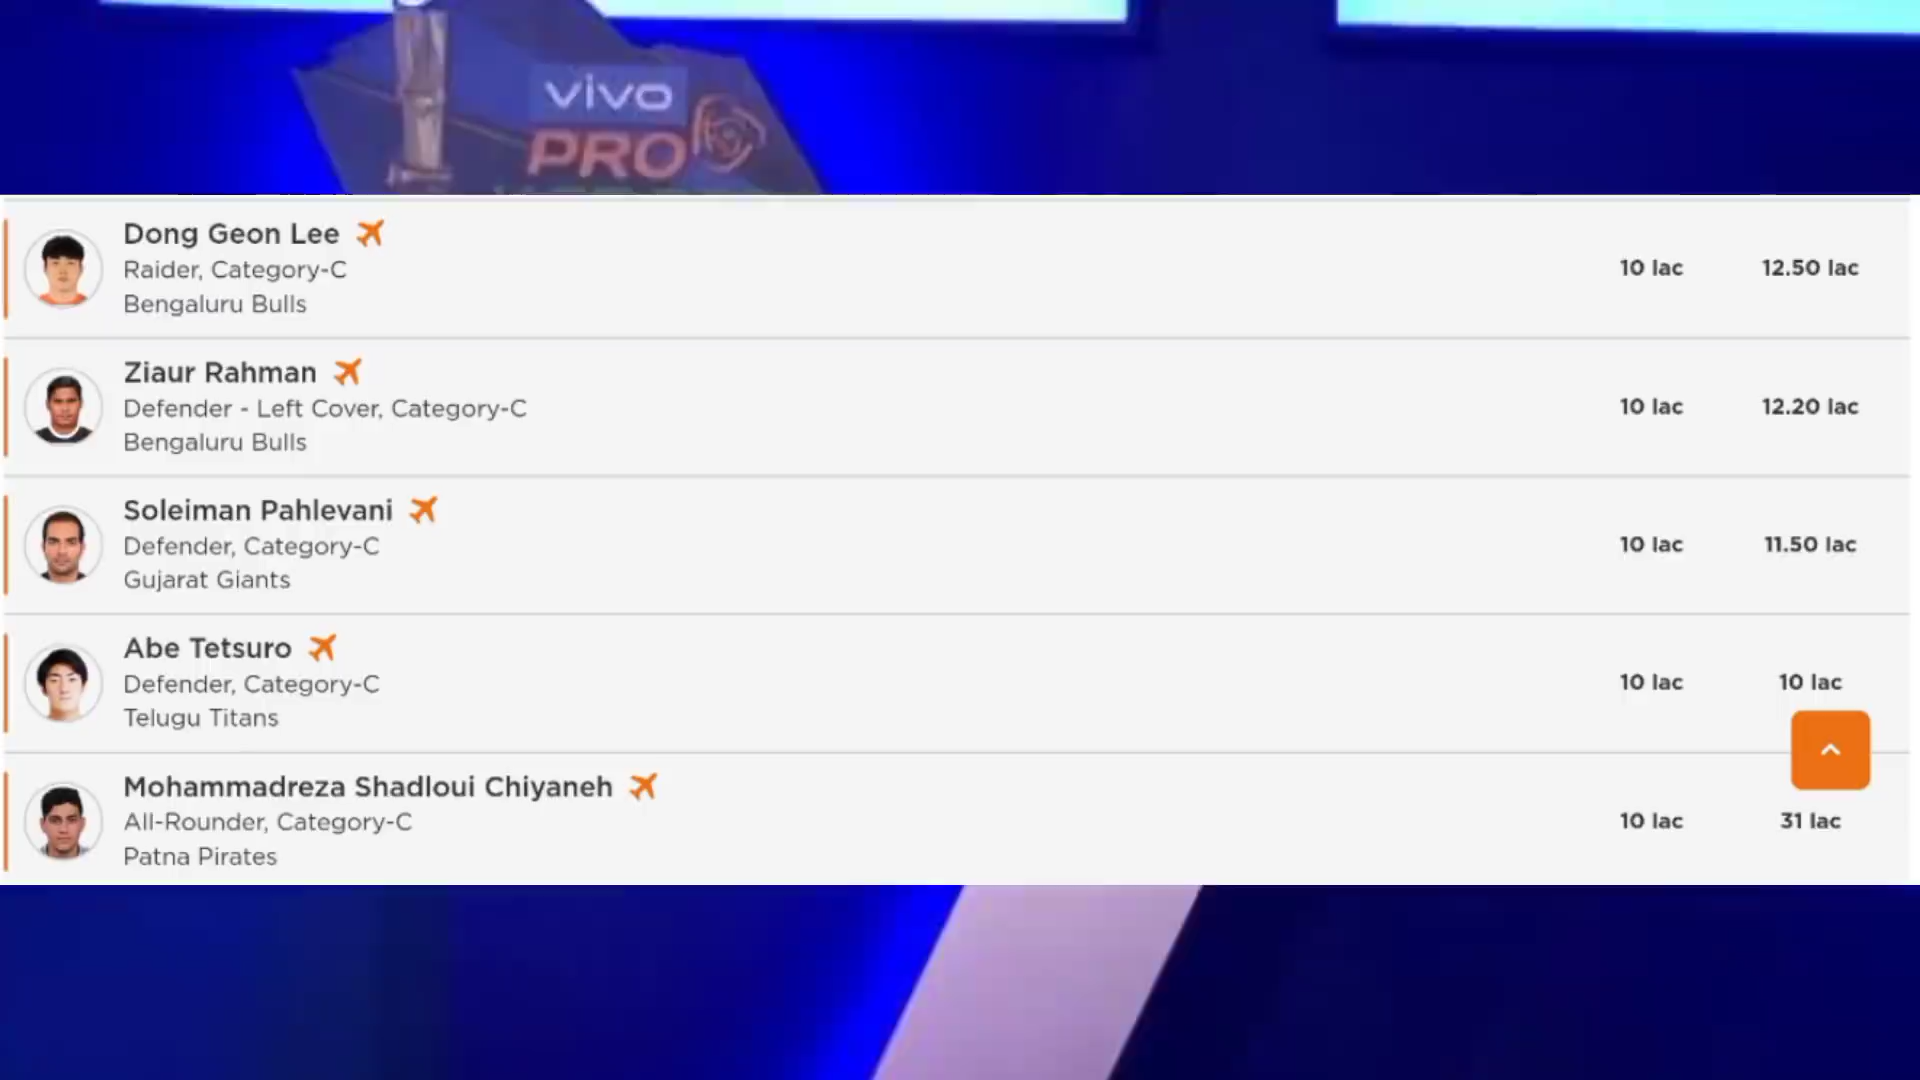 vivo
PRO
Dong Geon Lee
Raider, Category-C
Bengaluru Bulls
10 lac
12.50 lac
Ziaur Rahman
Defender - Left Cover, Category-C
Bengaluru Bulls
10 lac
12.20 lac
Soleiman Pahlevani
Defender, Category-C
Gujarat Giants
10 lac
11.50 lac
Abe Tetsuro
Defender, Category-C
Telugu Titans
10 lac
10 lac
Mohammadreza Shadloui Chiyaneh
All-Rounder, Category-C
Patna Pirates
10 lac
31 lac